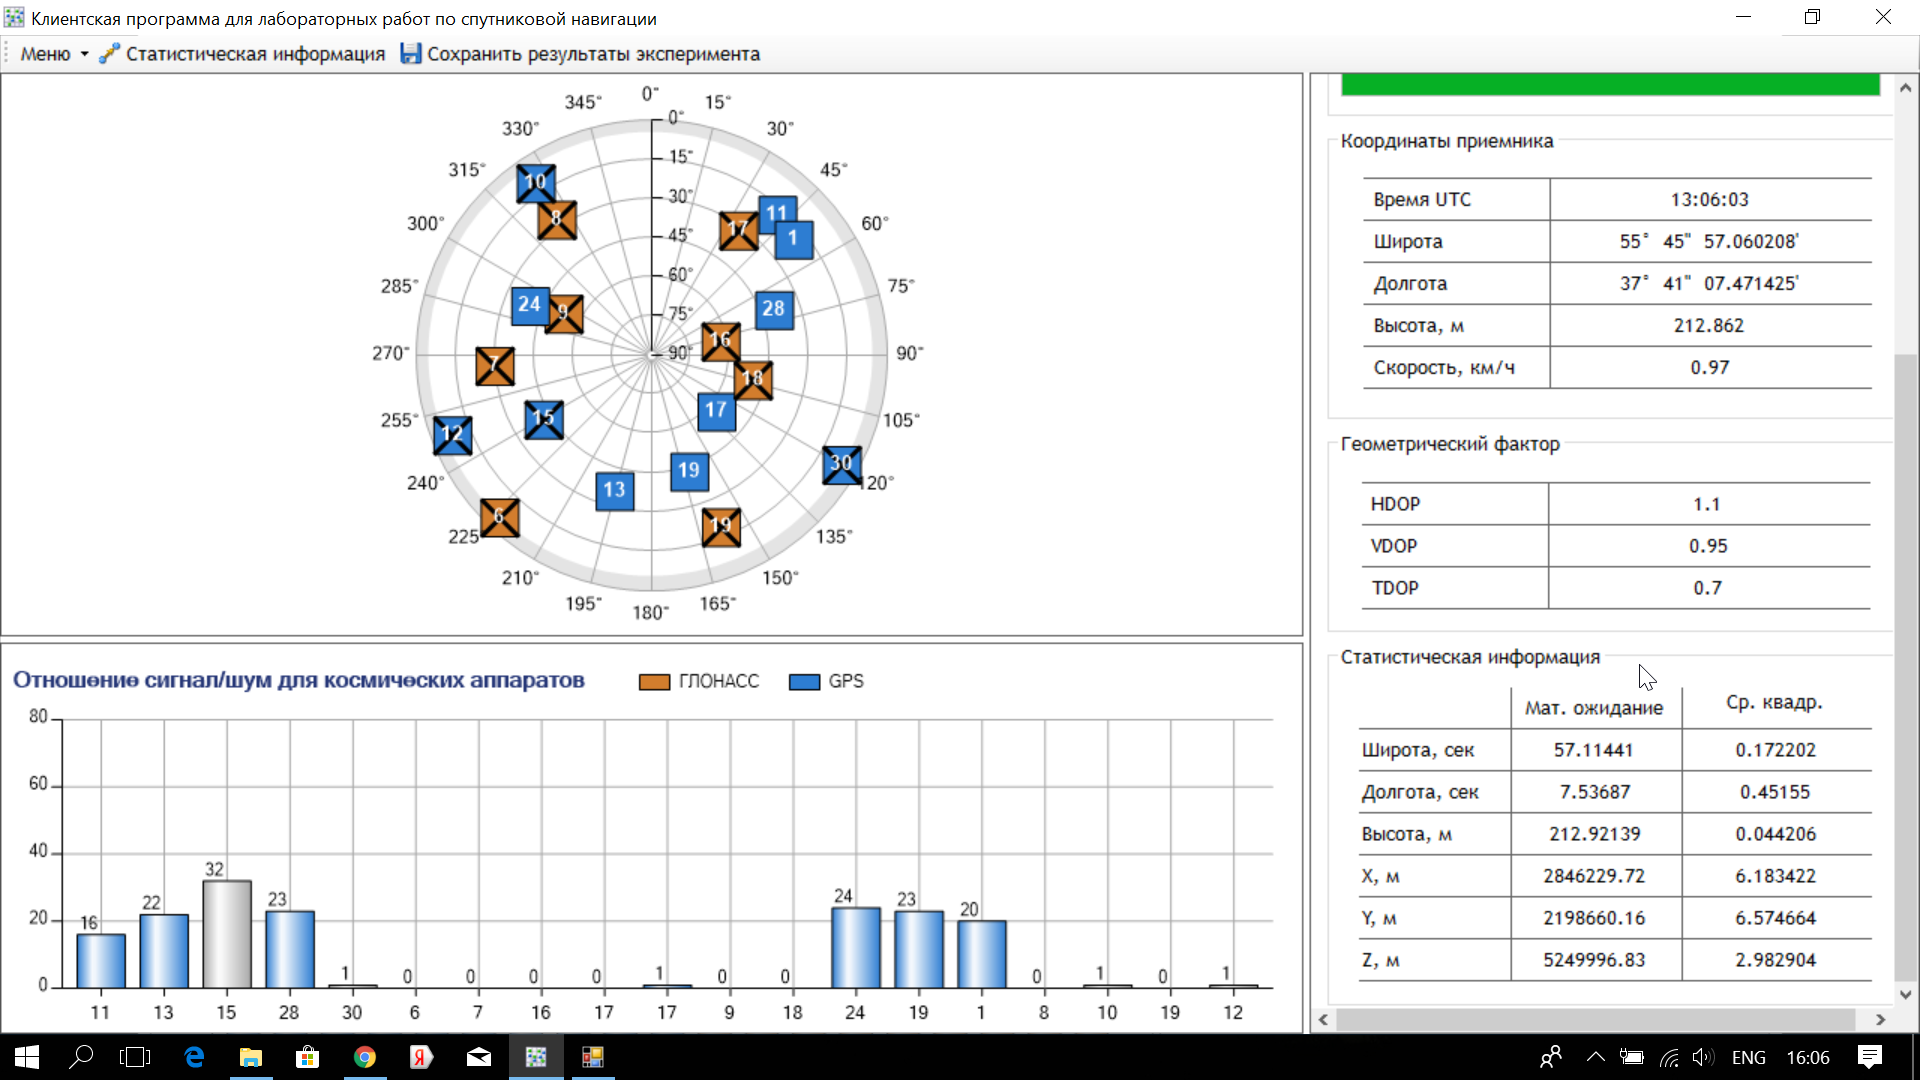 Клиентская программа для лабораторных работ по спутниковой навигации
Меню Статистическая информация Сохранить результаты эксперимента
0°
345° 15°
330° 30°
315° 45°
300° 60°
285° 75°
270° 90°
255° 105°
240° 120°
225 135°
210° 150°
195° 165°
180°
0°
15°
30°
45°
60°
75°
90°
10
8
17
11
1
24
9
28
16
7
18
17
15
12
30
19
13
6
19
Отношение сигнал/шум для космических аппаратов ГЛОНАСС GPS
80
60
40
20
0
16 22 32 23 1 0 0 0 0 1 0 0 24 23 20 0 1 0 1
11 13 15 28 30 6 7 16 17 17 9 18 24 19 1 8 10 19 12
Координаты приемника
Время UTC 13:06:03
Широта 55° 45" 57.060208'
Долгота 37° 41" 07.471425'
Высота, м 212.862
Скорость, км/ч 0.97
Геометрический фактор
HDOP 1.1
VDOP 0.95
TDOP 0.7
Статистическая информация
Мат. ожидание Ср. квадр.
Широта, сек 57.11441 0.172202
Долгота, сек 7.53687 0.45155
Высота, м 212.92139 0.044206
X, м 2846229.72 6.183422
Y, м 2198660.16 6.574664
Z, м 5249996.83 2.982904
ENG 16:06